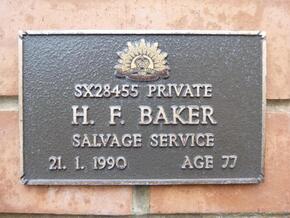 SX28455 PRIVATE
H. F. BAKER
SALVAGE SERVICE
21. 1. 1990 AGE 77